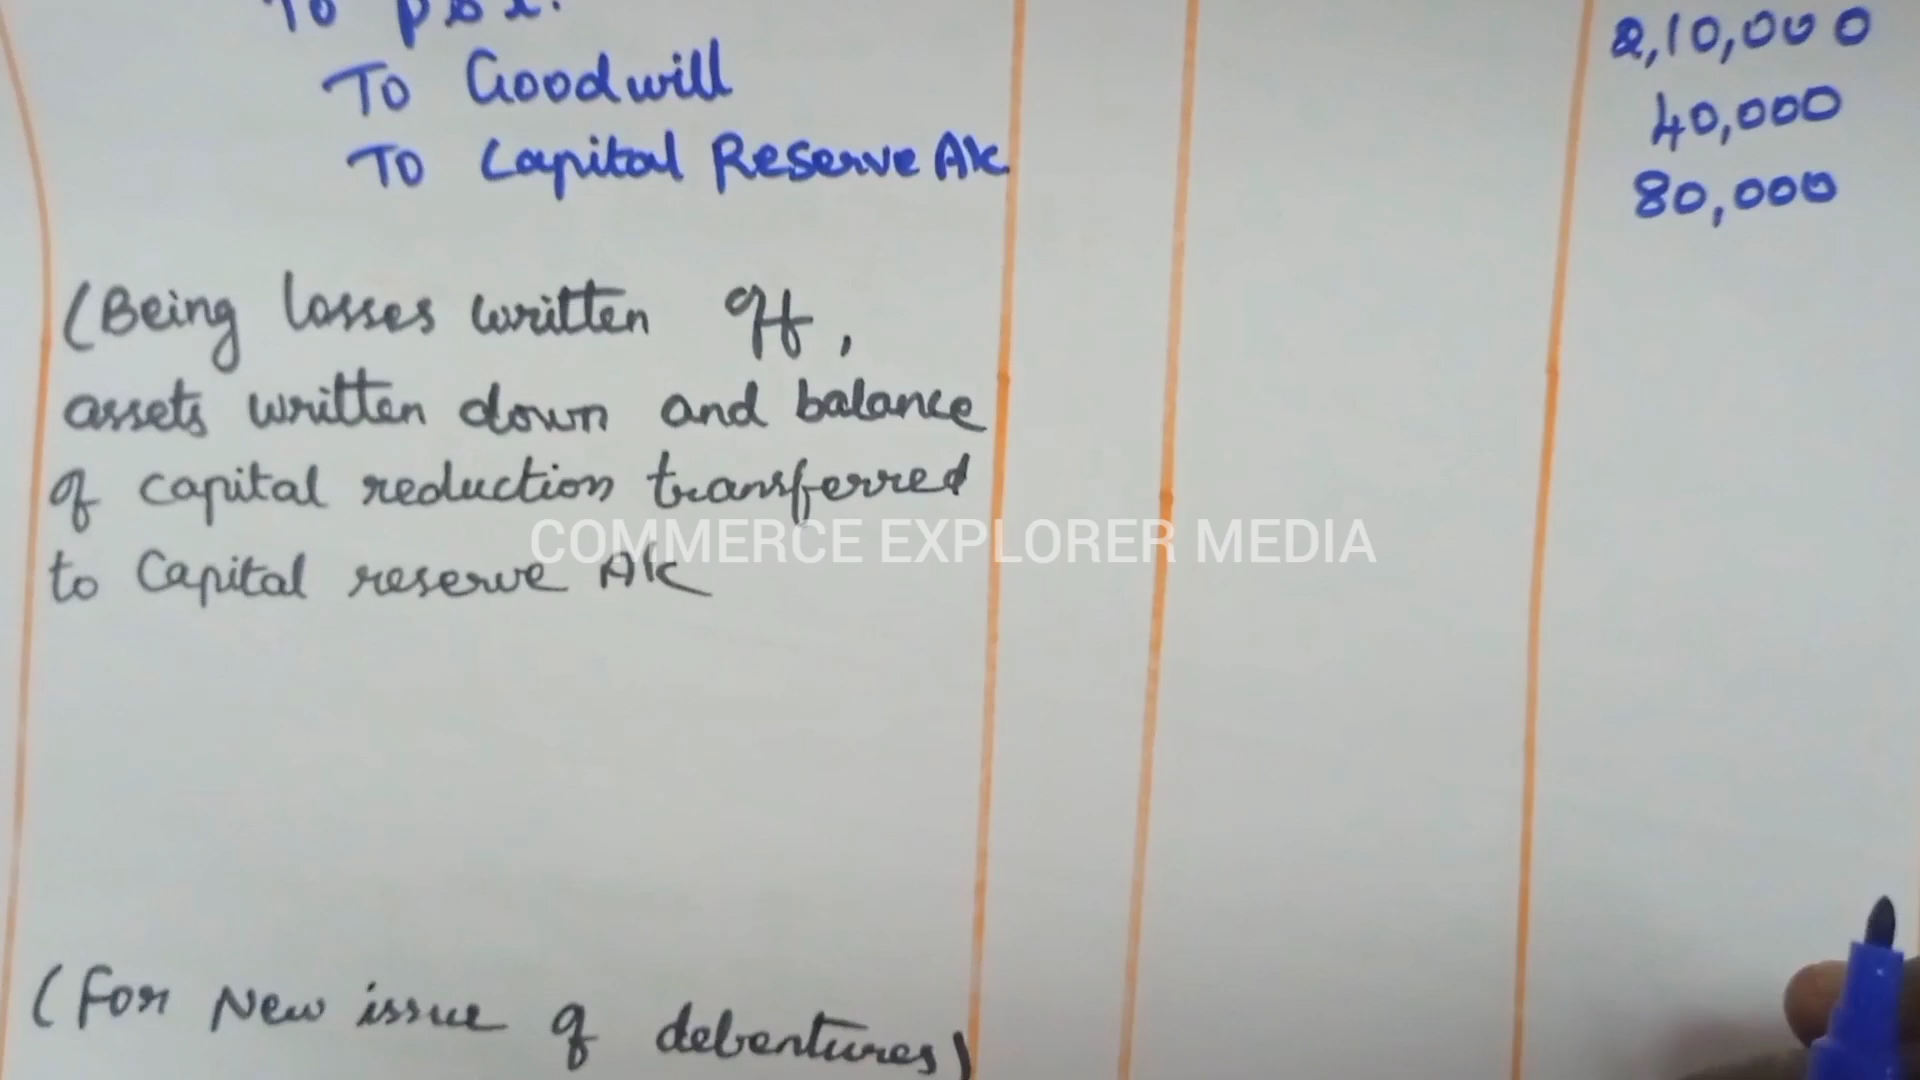 To P&L. 2,10,000
To Goodwill 40,000
To Capital Reserve A/c 80,000
(Being losses written off,
assets written down and balance
of capital reduction transferred
COMMERCE EXPLORER MEDIA
to Capital reserve A/c
(For New issue of debentures)